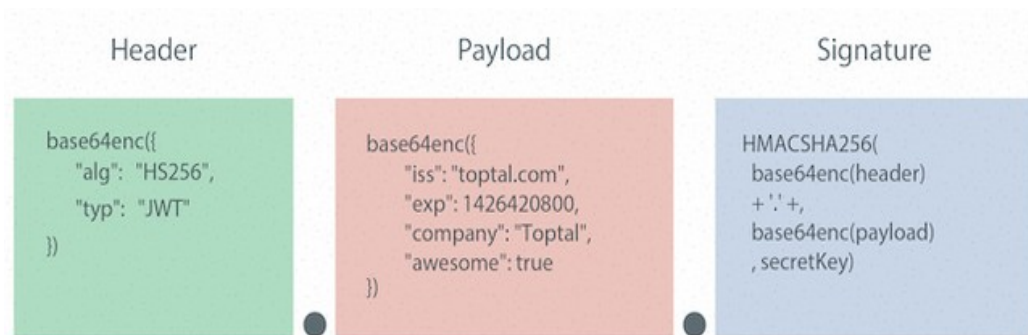 Header
Payload
Signature
base64enc({
"alg": "HS256",
"typ": "JWT"
})
base64enc({
"iss": "toptal.com",
"exp": 1426420800,
"company": "Toptal",
"awesome": true
})
HMACSHA256(
base64enc(header)
+ '.' +,
base64enc(payload)
, secretKey)